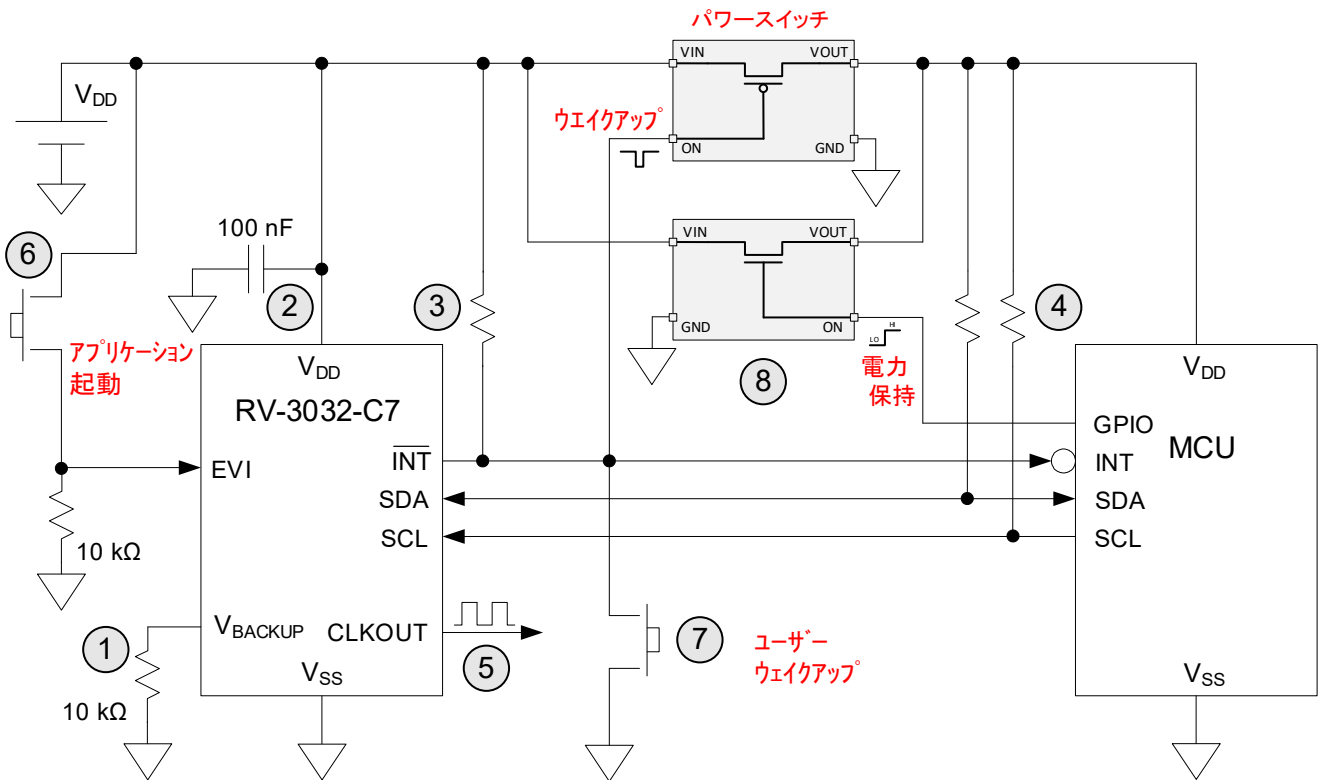 パワースイッチ
VIN
VOUT
VDD
ウエイクアップ
ON
GND
100 nF
VIN
VOUT
6
2
3
4
GND
ON
LO
HI
アプリケーション
起動
VDD
8
電力
保持
VDD
RV-3032-C7
GPIO
MCU
EVI
INT
INT
SDA
SDA
SCL
SCL
10 kΩ
1
VBACKUP
CLKOUT
5
7
ユーザー
ウェイクアップ
VSS
VSS
10 kΩ